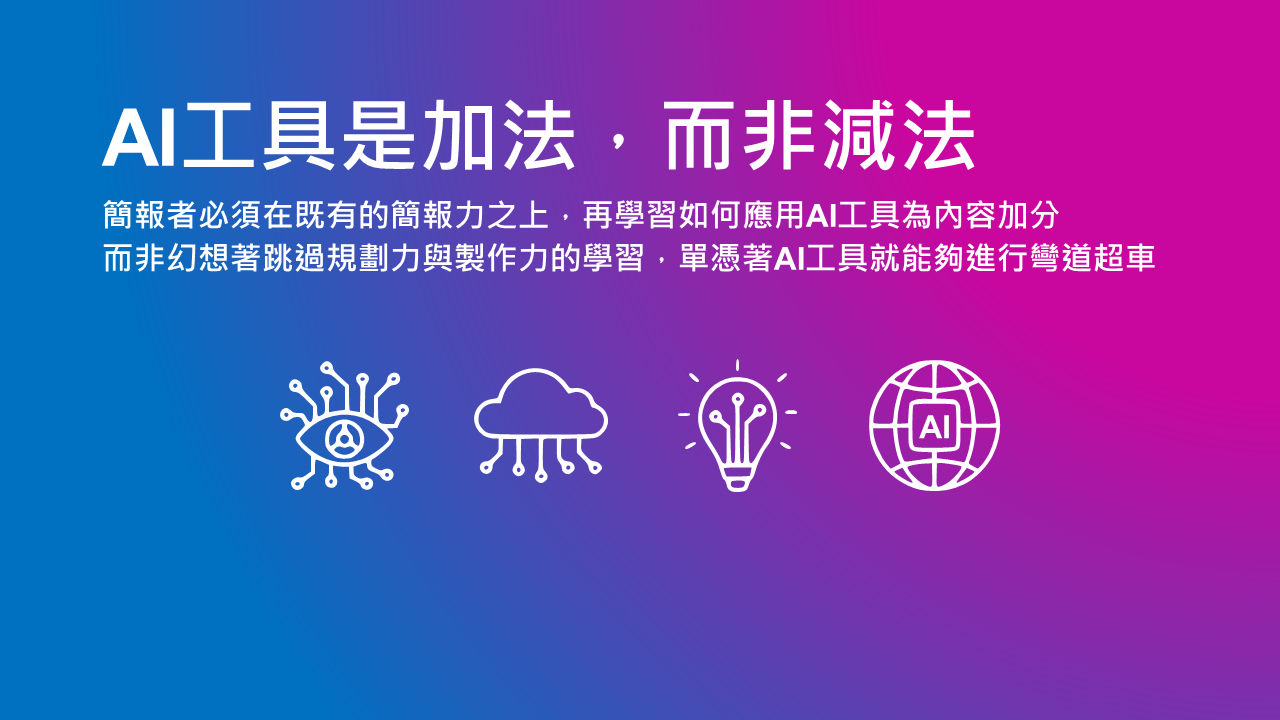 AI工具是加法，而非減法
簡報者必須在既有的簡報力之上，再學習如何應用AI工具為內容加分
而非幻想著跳過規劃力與製作力的學習，單憑著AI工具就能夠進行彎道超車
AI